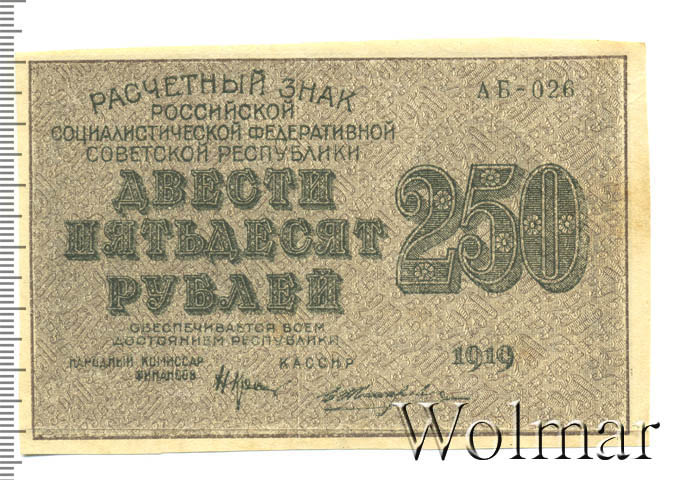 РАСЧЕТНЫЙ ЗНАК
АБ-026
РОССИЙСКОЙ
СОЦИАЛИСТИЧЕСКОЙ ФЕДЕРАТИВНОЙ
СОВЕТСКОЙ РЕСПУБЛИКИ
ДВЕСТИ
ПЯТЬДЕСЯТ
РУБЛЕЙ
250
ОБЕСПЕЧИВАЕТСЯ ВСЕМ
ДОСТОЯНИЕМ РЕСПУБЛИКИ
НАРОДНЫЙ КОМИССАР
ФИНАНСОВ
КАССИР
1919
Wolmar